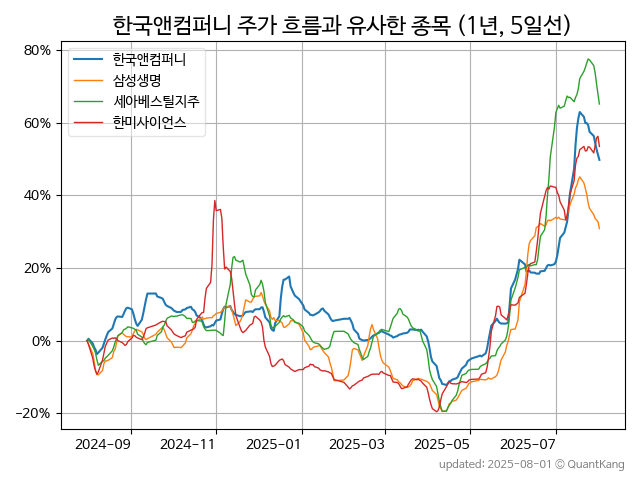 한국앤컴퍼니 주가 흐름과 유사한 종목 (1년, 5일선)
한국앤컴퍼니
삼성생명
세아베스틸지주
한미사이언스
80%
60%
40%
20%
0%
−20%
2024-09 2024-11 2025-01 2025-03 2025-05 2025-07
updated: 2025-08-01 © QuantKang